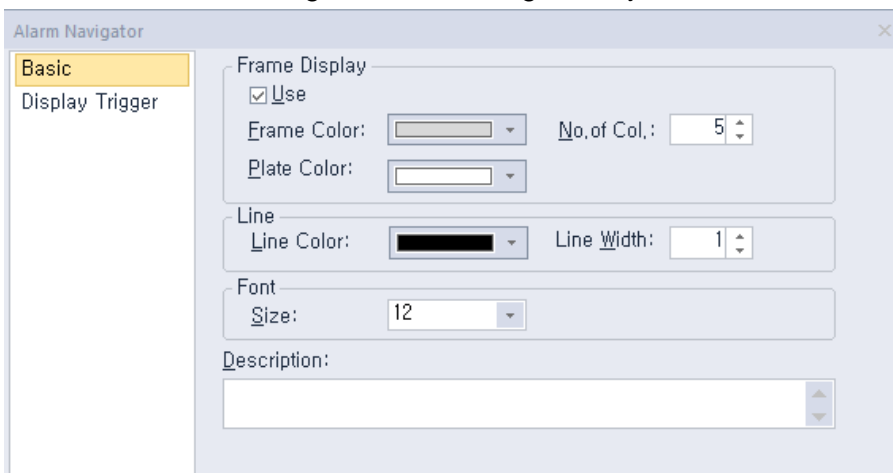 Alarm Navigator
Basic
Display Trigger
Frame Display
Use
Frame Color:
No.of Col.: 5
Plate Color:
Line
Line Color:
Line Width: 1
Font
Size: 12
Description: